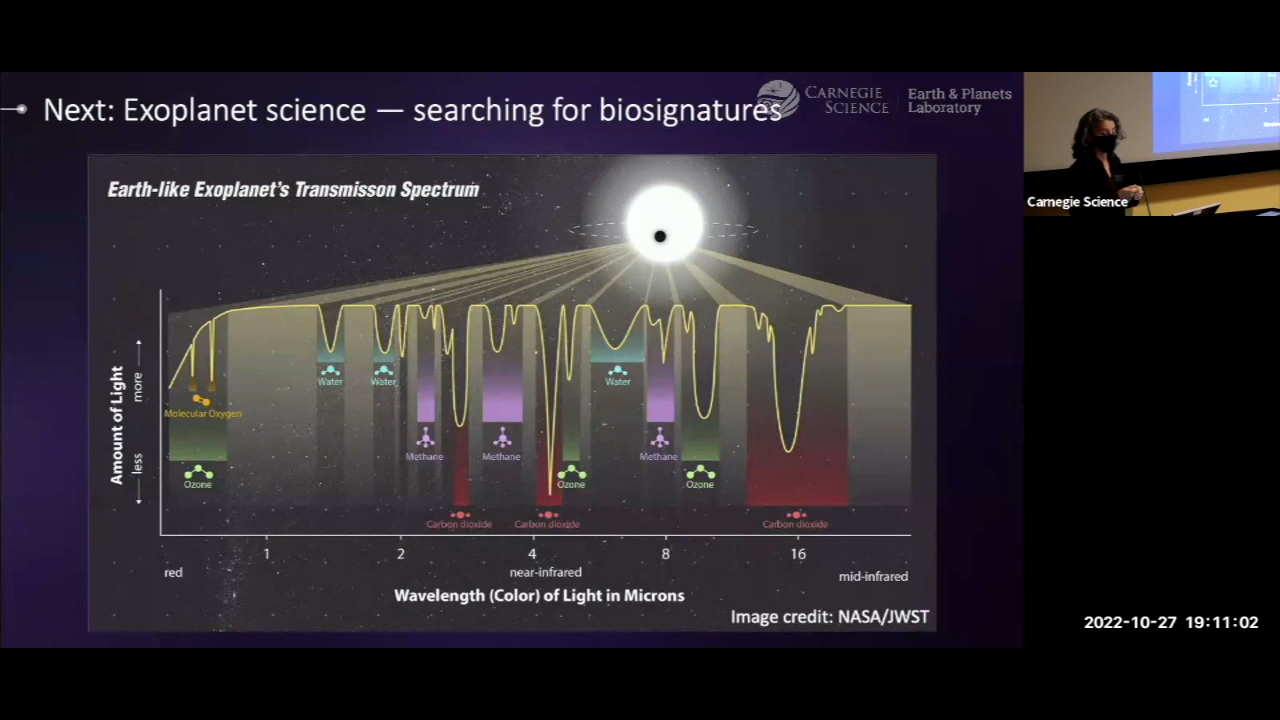 Next: Exoplanet science — searching for biosignatures
CARNEGIE
SCIENCE
Earth & Planets
Laboratory
Earth-like Exoplanet's Transmisson Spectrum
Carnegie Science
Amount of Light
less
more
Water
Water
Water
Molecular Oxygen
Methane
Methane
Methane
Ozone
Ozone
Ozone
Carbon dioxide
Carbon dioxide
Carbon dioxide
1
2
4
8
16
red
near-infrared
mid-infrared
Wavelength (Color) of Light in Microns
Image credit: NASA/JWST
2022-10-27 19:11:02